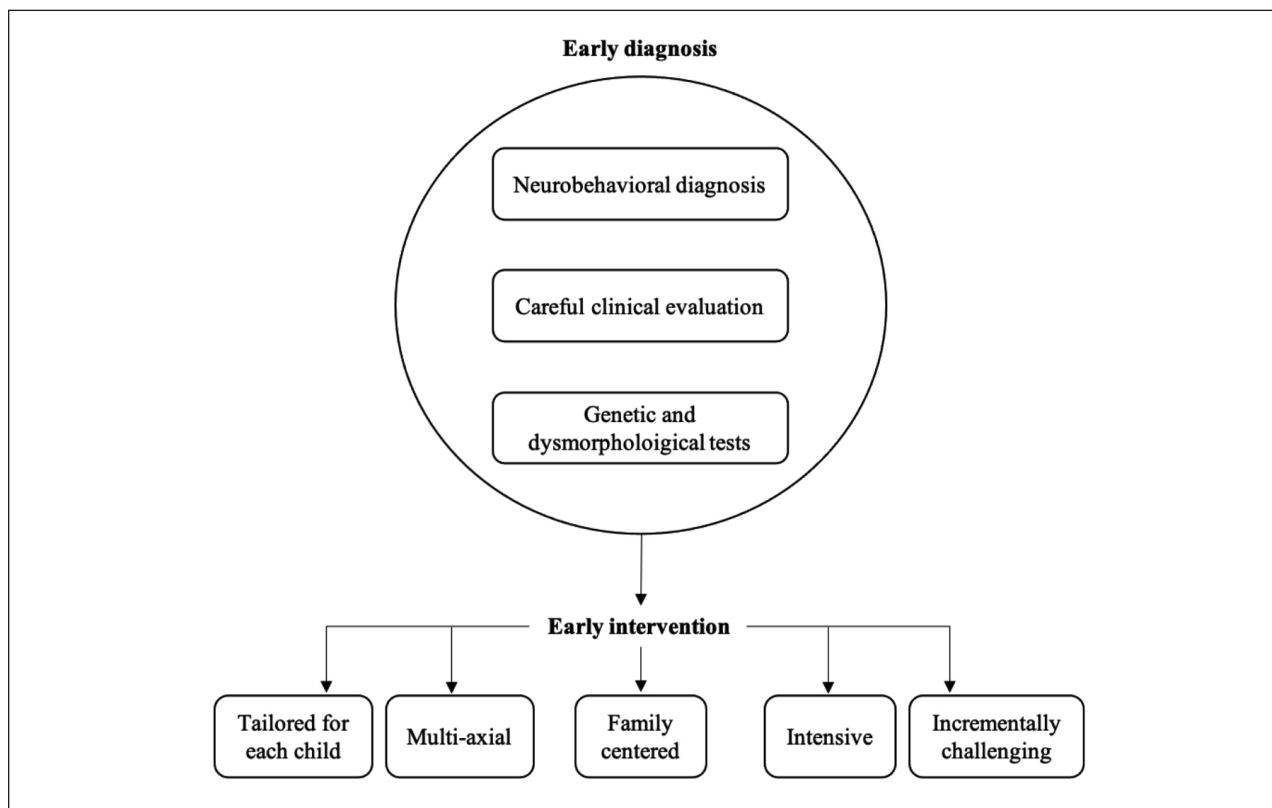 Early diagnosis
Neurobehavioral diagnosis
Careful clinical evaluation
Genetic and
dysmorpholoigical tests
Early intervention
Tailored for
each child
Multi-axial
Family
centered
Intensive
Incrementally
challenging